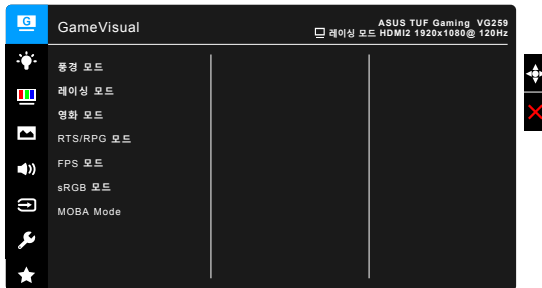 G
GameVisual
ASUS TUF Gaming VG259
레이싱 모드 HDMI2 1920x1080@ 120Hz
풍경 모드
레이싱 모드
영화 모드
RTS/RPG 모드
FPS 모드
sRGB 모드
MOBA Mode